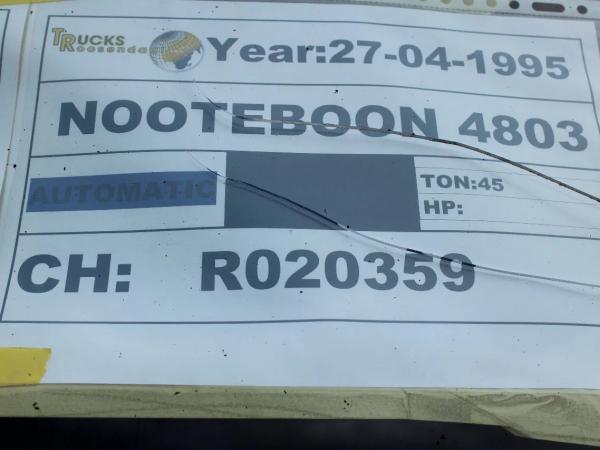 TRUCKS Roosendaal Year:27-04-1995
NOOTEBOON 4803
AUTOMATIC TON:45
HP:
CH: R020359